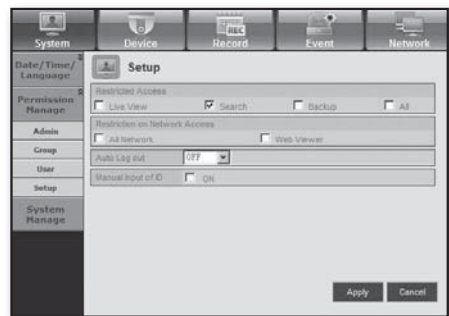 System Device Record Event Network
REC
Date/Time/
Language
Setup
Permission
Manage
Restricted Access
Live View Search Backup All
Restriction on Network Access
All Network Web Viewer
Admin
Group
User
Setup
Auto Log out OFF
Manual Input of ID ON
System
Manage
Apply Cancel